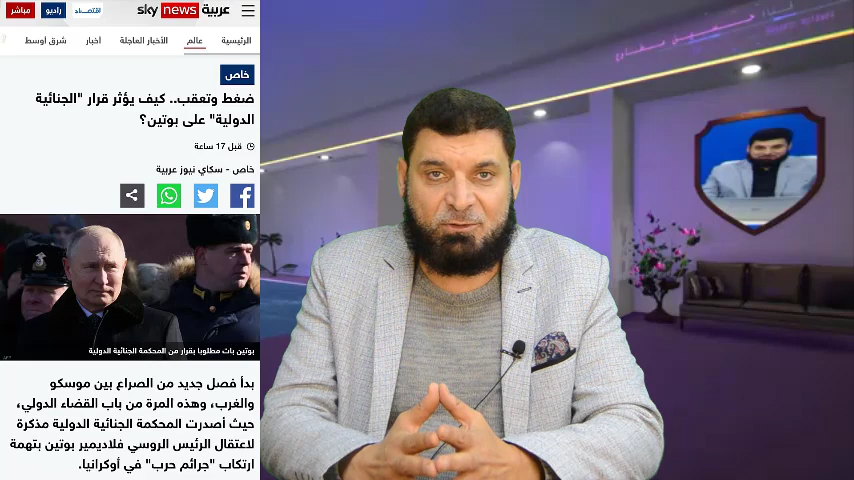 مباشر
راديو
اقتصاد
sky news عربية
الرئيسية
عالم
الأخبار العاجلة
أخبار
شرق أوسط
خاص
ضغط وتعقب.. كيف يؤثر قرار "الجنائية
الدولية" على بوتين؟
قبل 17 ساعة
خاص - سكاي نيوز عربية
بوتين بات مطلوبا بقرار من المحكمة الجنائية الدولية
بدأ فصل جديد من الصراع بين موسكو
والغرب، وهذه المرة من باب القضاء الدولي،
حيث أصدرت المحكمة الجنائية الدولية مذكرة
لاعتقال الرئيس الروسي فلاديمير بوتين بتهمة
ارتكاب "جرائم حرب" في أوكرانيا.